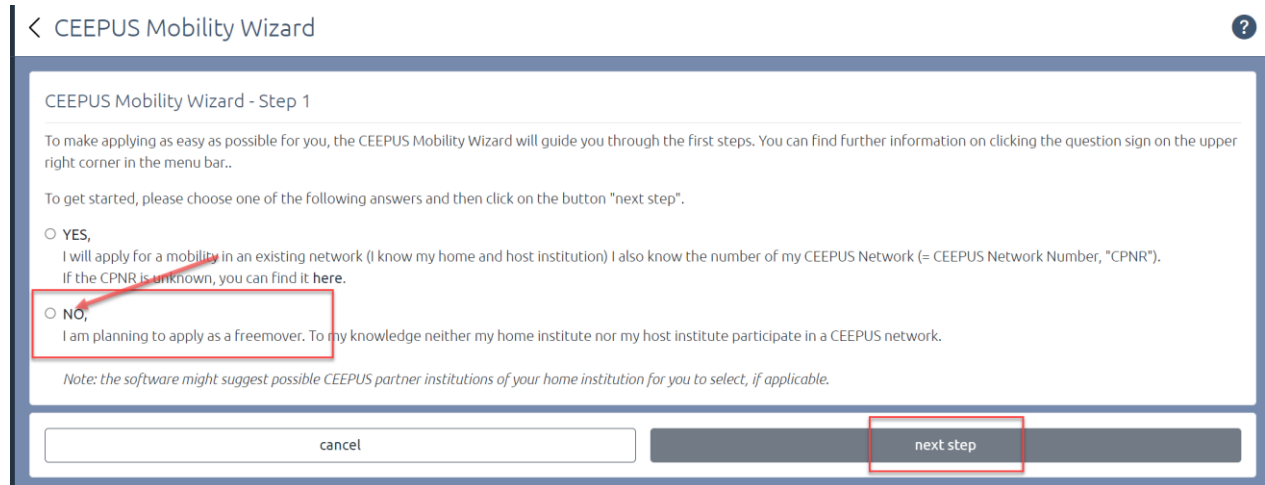 CEEPUS Mobility Wizard
?
CEEPUS Mobility Wizard - Step 1
To make applying as easy as possible for you, the CEEPUS Mobility Wizard will guide you through the first steps. You can find further information on clicking the question sign on the upper
right corner in the menu bar..
To get started, please choose one of the following answers and then click on the button "next step".
YES,
I will apply for a mobility in an existing network (I know my home and host institution) I also know the number of my CEEPUS Network (= CEEPUS Network Number, "CPNR").
If the CPNR is unknown, you can find it here.
NO,
I am planning to apply as a freemover. To my knowledge neither my home institute nor my host institute participate in a CEEPUS network.
Note: the software might suggest possible CEEPUS partner institutions of your home institution for you to select, if applicable.
cancel
next step